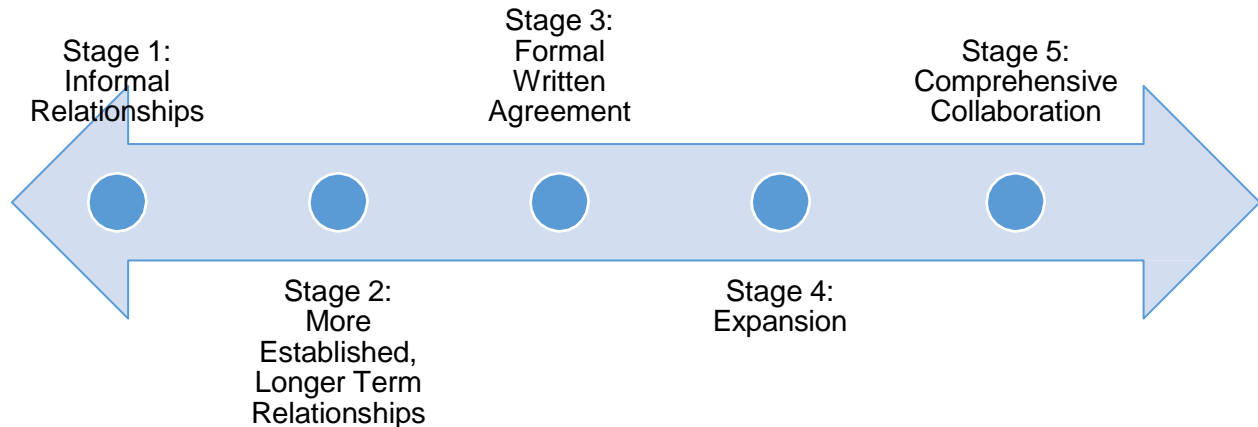 Stage 1:
Informal
Relationships
Stage 2:
More
Established,
Longer Term
Relationships
Stage 3:
Formal
Written
Agreement
Stage 4:
Expansion
Stage 5:
Comprehensive
Collaboration